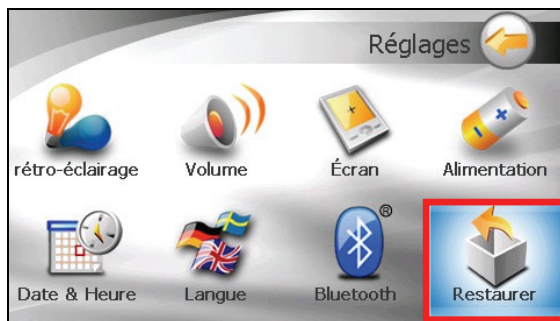 Réglages
rétro-éclairage
Volume
Écran
Alimentation
Date & Heure
Langue
Bluetooth ®
Restaurer